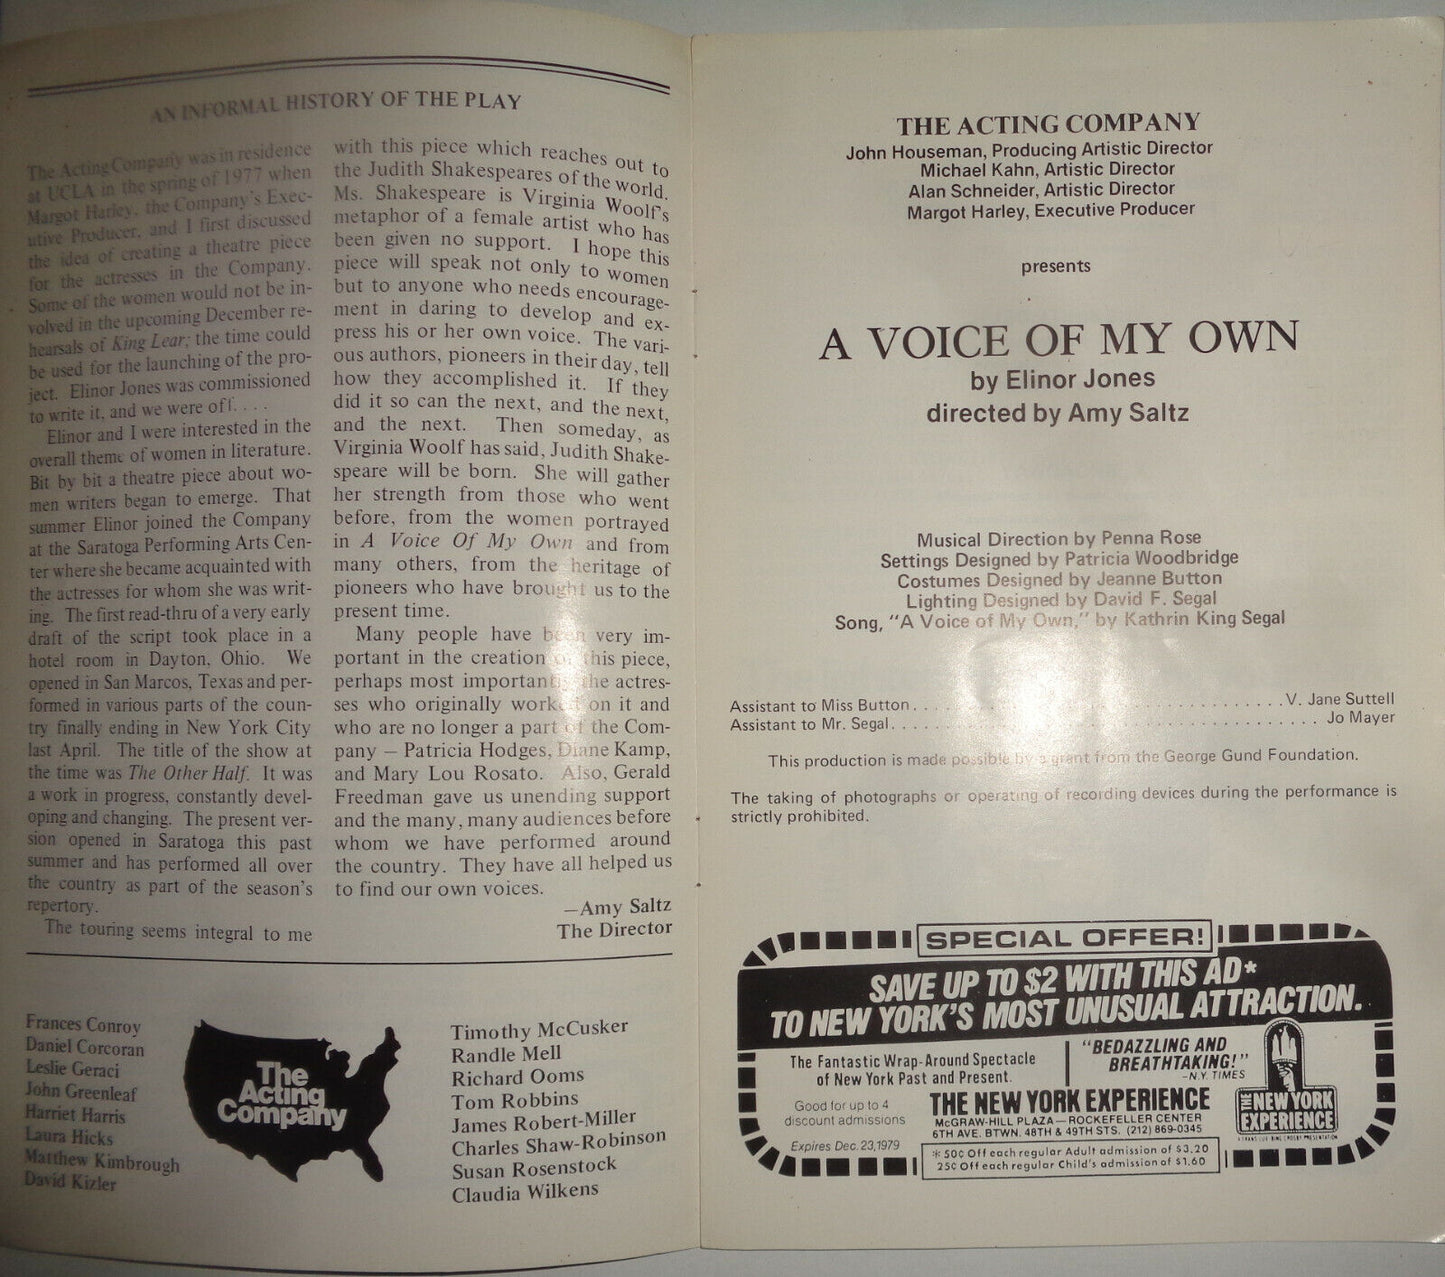 AN INFORMAL HISTORY OF THE PLAY
The Acting Company was in residence
at UCLA in the spring of 1977 when
Margot Harley, the Company's Exec-
utive Producer, and I first discussed
the idea of creating a theatre piece
for the actresses in the Company.
Some of the women would not be in-
volved in the upcoming December re-
hearsals of King Lear; the time could
be used for the launching of the pro-
ject. Elinor Jones was commissioned
to write it, and we were off. . . .
Elinor and I were interested in the
overall theme of women in literature.
Bit by bit a theatre piece about wo-
men writers began to emerge. That
summer Elinor joined the Company
at the Saratoga Performing Arts Cen-
ter where she became acquainted with
the actresses for whom she was writ-
ing. The first read-thru of a very early
draft of the script took place in a
hotel room in Dayton, Ohio. We
opened in San Marcos, Texas and per-
formed in various parts of the coun-
try finally ending in New York City
last April. The title of the show at
the time was The Other Half. It was
a work in progress, constantly devel-
oping and changing. The present ver-
sion opened in Saratoga this past
summer and has performed all over
the country as part of the season's
repertory.
The touring seems integral to me
with this piece which reaches out to
the Judith Shakespeares of the world.
Ms. Shakespeare is Virginia Woolf's
metaphor of a female artist who has
been given no support. I hope this
piece will speak not only to women
but to anyone who needs encourage-
ment in daring to develop and ex-
press his or her own voice. The vari-
ous authors, pioneers in their day, tell
how they accomplished it. If they
did it so can the next, and the next,
and the next. Then someday, as
Virginia Woolf has said, Judith Shake-
speare will be born. She will gather
her strength from those who went
before, from the women portrayed
in A Voice Of My Own and from
many others, from the heritage of
pioneers who have brought us to the
present time.
Many people have been very im-
portant in the creation of this piece,
perhaps most importantly the actres-
ses who originally worked on it and
who are no longer a part of the Com-
pany — Patricia Hodges, Diane Kamp,
and Mary Lou Rosato. Also, Gerald
Freedman gave us unending support
and the many, many audiences before
whom we have performed around
the country. They have all helped us
to find our own voices.
—Amy Saltz
The Director
Frances Conroy
Daniel Corcoran
Leslie Geraci
John Greenleaf
Harriet Harris
Laura Hicks
Matthew Kimbrough
David Kizler
The
Acting
Company
Timothy McCusker
Randle Mell
Richard Ooms
Tom Robbins
James Robert-Miller
Charles Shaw-Robinson
Susan Rosenstock
Claudia Wilkens
THE ACTING COMPANY
John Houseman, Producing Artistic Director
Michael Kahn, Artistic Director
Alan Schneider, Artistic Director
Margot Harley, Executive Producer
presents
A VOICE OF MY OWN
by Elinor Jones
directed by Amy Saltz
Musical Direction by Penna Rose
Settings Designed by Patricia Woodbridge
Costumes Designed by Jeanne Button
Lighting Designed by David F. Segal
Song, "A Voice of My Own," by Kathrin King Segal
Assistant to Miss Button. . . . . . . . . . . . . . . . . . . . . . . . . . . . . . . . . . . . .V. Jane Suttell
Assistant to Mr. Segal. . . . . . . . . . . . . . . . . . . . . . . . . . . . . . . . . . . . . . . . . . . Jo Mayer
This production is made possible by a grant from the George Gund Foundation.
The taking of photographs or operating of recording devices during the performance is
strictly prohibited.
SPECIAL OFFER!
SAVE UP TO $2 WITH THIS AD*
TO NEW YORK'S MOST UNUSUAL ATTRACTION.
The Fantastic Wrap-Around Spectacle
of New York Past and Present.
"BEDAZZLING AND
BREATHTAKING!"
—N.Y. TIMES
Good for up to 4
discount admissions
Expires Dec. 23,1979
THE NEW YORK EXPERIENCE
McGRAW-HILL PLAZA — ROCKEFELLER CENTER
6TH AVE. BTWN. 48TH & 49TH STS. (212) 869-0345
* 50¢ Off each regular Adult admission of $3.20
25¢ Off each regular Child's admission of $1.60
THE NEW YORK
EXPERIENCE